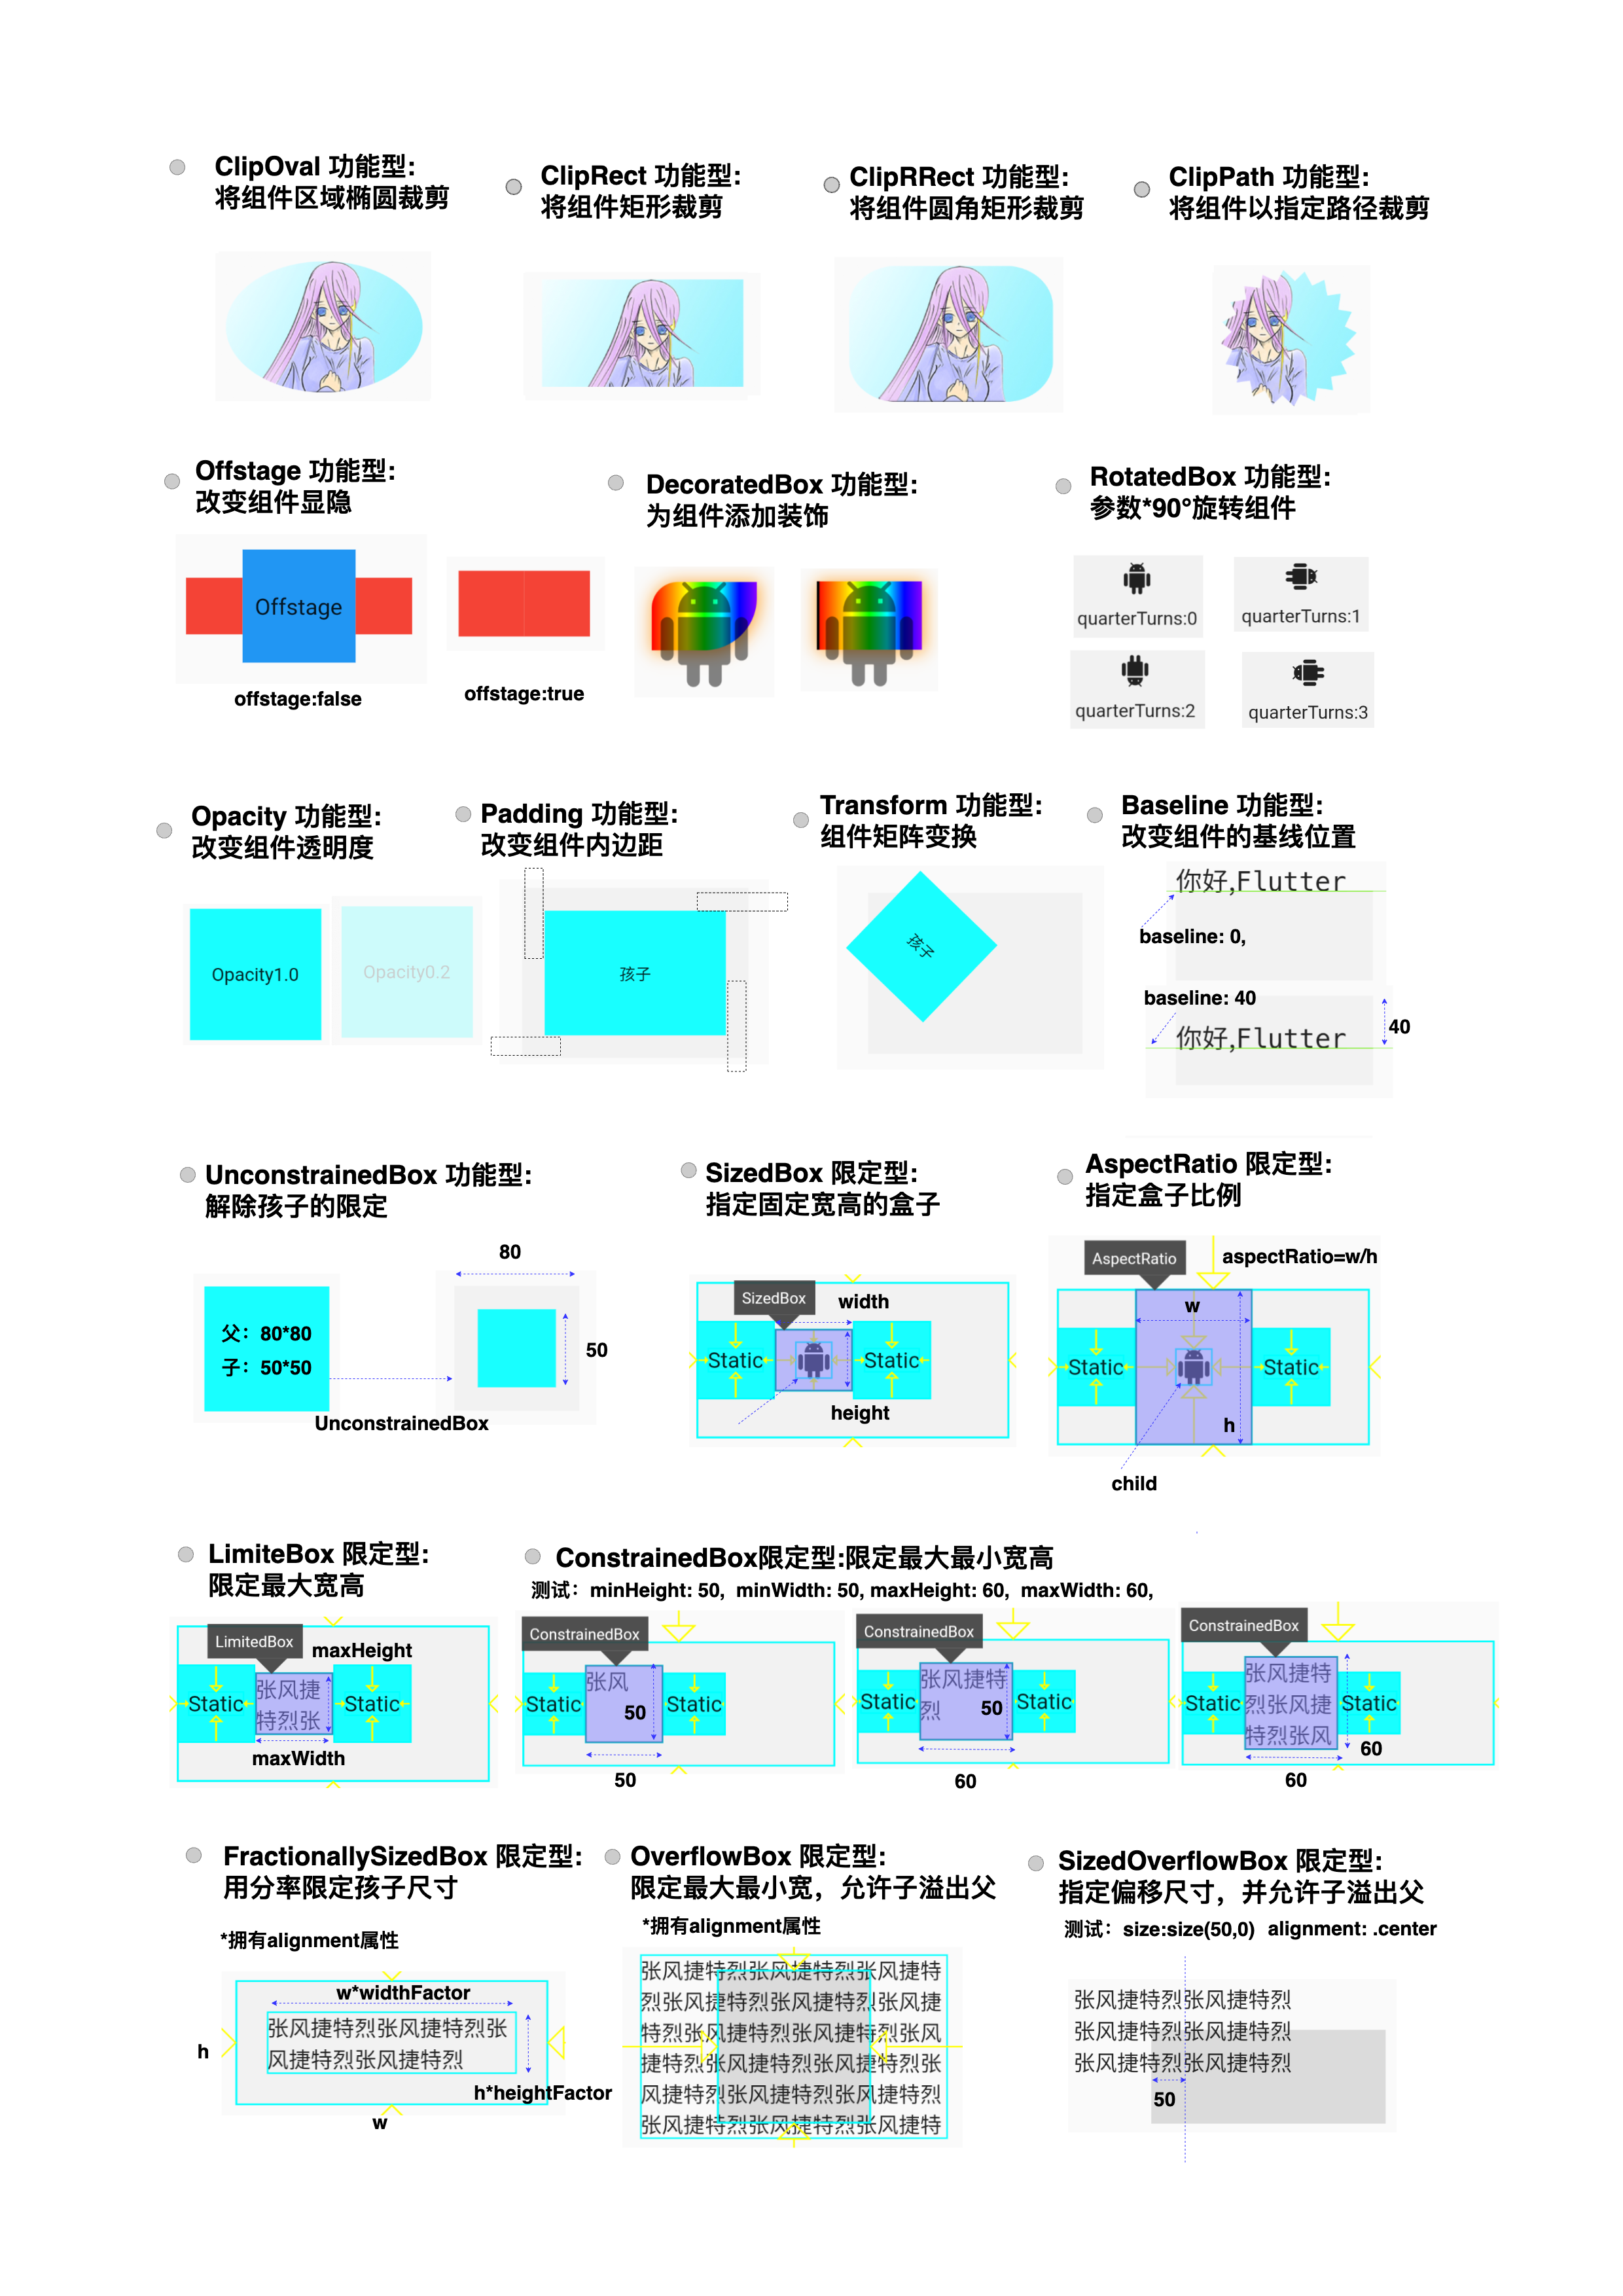 ClipOval 功能型:
将组件区域椭圆裁剪
ClipRect 功能型:
将组件矩形裁剪
ClipRRect 功能型:
将组件圆角矩形裁剪
ClipPath 功能型:
将组件以指定路径裁剪
Offstage 功能型:
改变组件显隐
Offstage
offstage:false
offstage:true
DecoratedBox 功能型:
为组件添加装饰
RotatedBox 功能型:
参数*90°旋转组件
quarterTurns:0
quarterTurns:1
quarterTurns:2
quarterTurns:3
Opacity 功能型:
改变组件透明度
Opacity1.0
Opacity0.2
Padding 功能型:
改变组件内边距
孩子
Transform 功能型:
组件矩阵变换
孩子
Baseline 功能型:
改变组件的基线位置
你好,Flutter
baseline: 0,
baseline: 40
你好,Flutter
40
UnconstrainedBox 功能型:
解除孩子的限定
父：80*80
子：50*50
UnconstrainedBox
80
50
SizedBox 限定型:
指定固定宽高的盒子
SizedBox
width
Static
Static
height
AspectRatio 限定型:
指定盒子比例
AspectRatio
aspectRatio=w/h
w
Static
Static
h
child
LimiteBox 限定型:
限定最大宽高
LimitedBox
maxHeight
Static
张风捷
特烈张
Static
maxWidth
ConstrainedBox限定型:限定最大最小宽高
测试：minHeight: 50, minWidth: 50, maxHeight: 60, maxWidth: 60,
ConstrainedBox
Static
张风
50
Static
50
ConstrainedBox
Static
张风捷特
烈
50
Static
60
ConstrainedBox
Static
张风捷特
烈张风捷
特烈张风
Static
60
60
FractionallySizedBox 限定型:
用分率限定孩子尺寸
*拥有alignment属性
w*widthFactor
张风捷特烈张风捷特烈张
风捷特烈张风捷特烈
h
h*heightFactor
w
OverflowBox 限定型:
限定最大最小宽，允许子溢出父
*拥有alignment属性
张风捷特烈张风捷特烈张风捷特
烈张风捷特烈张风捷特烈张风捷
特烈张风捷特烈张风捷特烈张风
捷特烈张风捷特烈张风捷特烈张
风捷特烈张风捷特烈张风捷特烈
张风捷特烈张风捷特烈张风捷特
SizedOverflowBox 限定型:
指定偏移尺寸，并允许子溢出父
测试：size:size(50,0) alignment: .center
张风捷特烈张风捷特烈
张风捷特烈张风捷特烈
张风捷特烈张风捷特烈
50